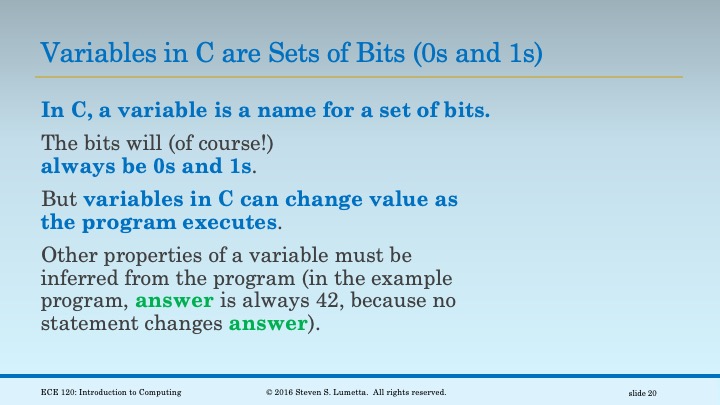 Variables in C are Sets of Bits (0s and 1s)
In C, a variable is a name for a set of bits.
The bits will (of course!)
always be 0s and 1s.
But variables in C can change value as
the program executes.
Other properties of a variable must be
inferred from the program (in the example
program, answer is always 42, because no
statement changes answer).
ECE 120: Introduction to Computing
© 2016 Steven S. Lumetta. All rights reserved.
slide 20